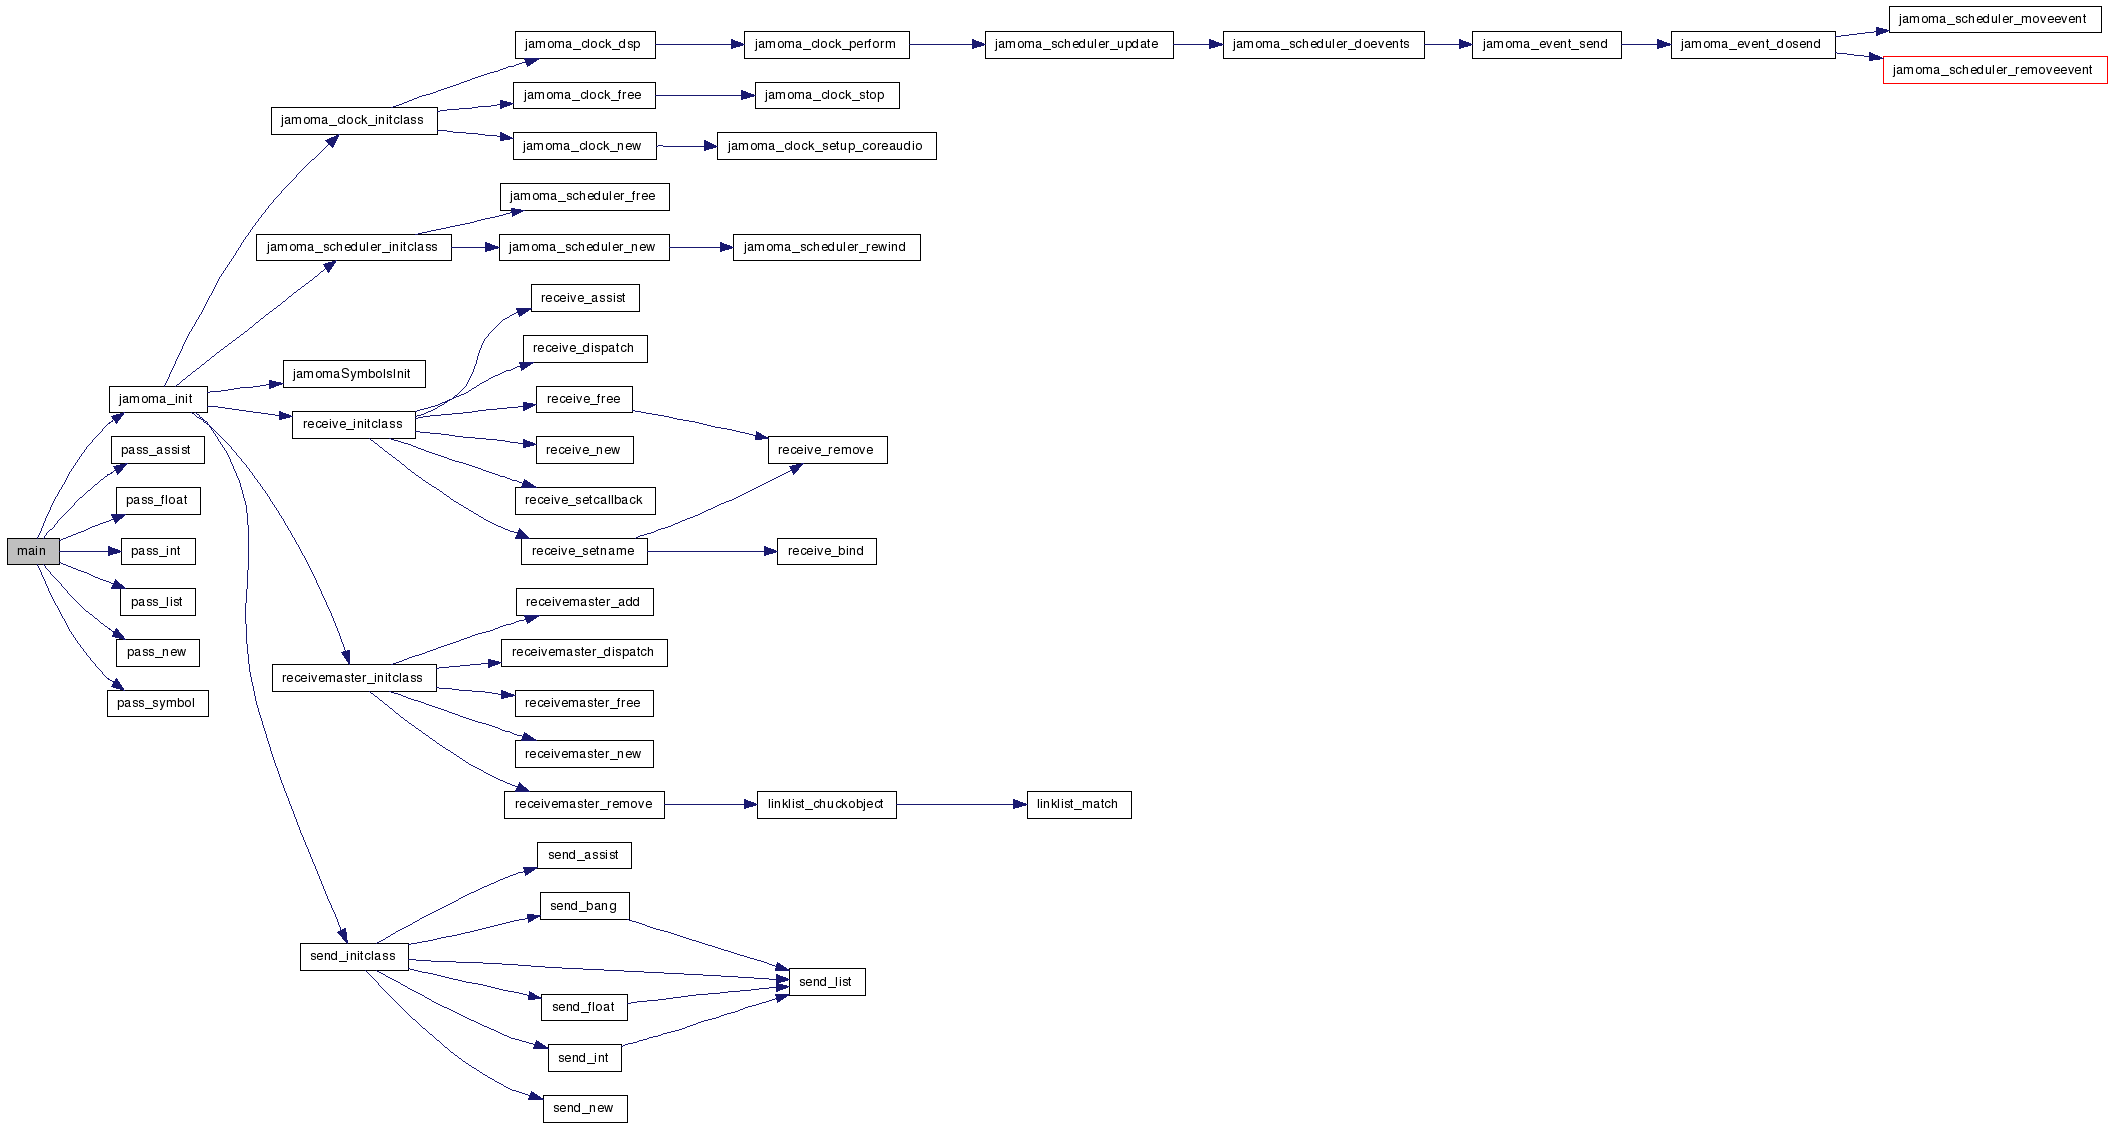 main
jamoma_init
pass_assist
pass_float
pass_int
pass_list
pass_new
pass_symbol
jamoma_clock_initclass
jamoma_scheduler_initclass
jamomaSymbolsInit
receive_initclass
receivemaster_initclass
send_initclass
jamoma_clock_dsp
jamoma_clock_free
jamoma_clock_new
jamoma_scheduler_free
jamoma_scheduler_new
receive_assist
receive_dispatch
receive_free
receive_new
receive_setcallback
receive_setname
receivemaster_add
receivemaster_dispatch
receivemaster_free
receivemaster_new
receivemaster_remove
send_assist
send_bang
send_float
send_int
send_new
jamoma_clock_perform
jamoma_clock_stop
jamoma_clock_setup_coreaudio
jamoma_scheduler_rewind
receive_remove
receive_bind
linklist_chuckobject
send_list
jamoma_scheduler_update
linklist_match
jamoma_scheduler_doevents
jamoma_event_send
jamoma_event_dosend
jamoma_scheduler_moveevent
jamoma_scheduler_removeevent